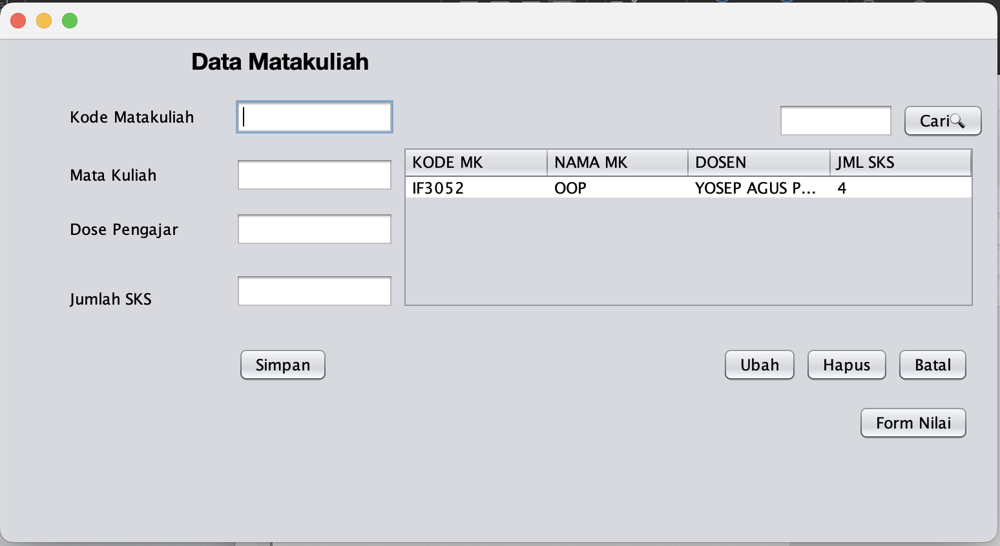 Data Matakuliah
Kode Matakuliah
Cari
KODE MK NAMA MK DOSEN JML SKS
Mata Kuliah
IF3052 OOP YOSEP AGUS P...  4
Dose Pengajar
Jumlah SKS
Simpan Ubah Hapus Batal
Form Nilai